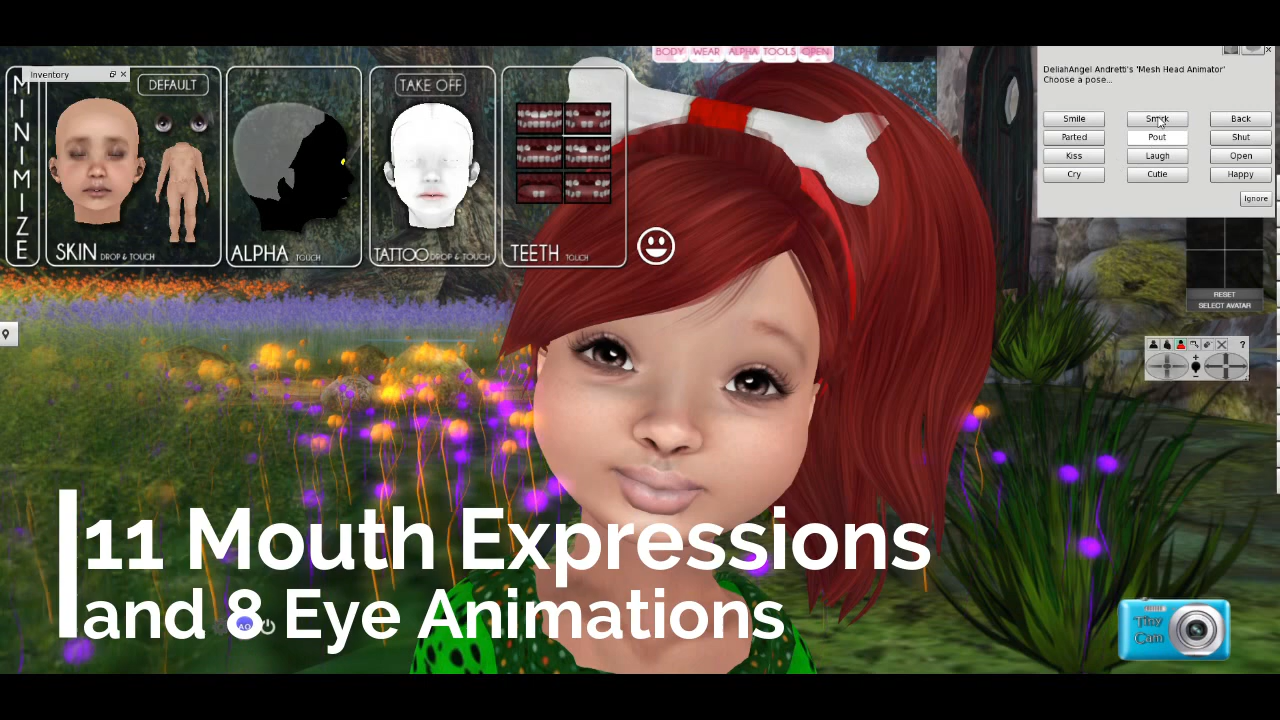 BODY WEAR ALPHA TOOLS OPEN
Inventory
MINIMIZE
DEFAULT
SKIN DROP & TOUCH
ALPHA TOUCH
TAKE OFF
TATTOO DROP & TOUCH
TEETH TOUCH
DeliahAngel Andretti's 'Mesh Head Animator'
Choose a pose...
Smile Smirk Back
Parted Pout Shut
Kiss Laugh Open
Cry Cutie Happy
Ignore
RESET
SELECT AVATAR
?
11 Mouth Expressions
and 8 Eye Animations
AO
Tiny
Cam